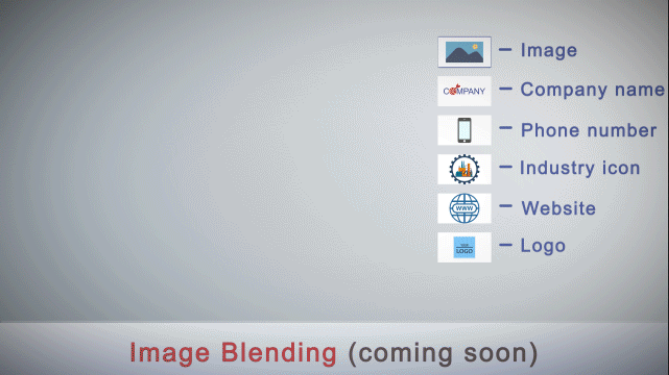 – Image
COMPANY – Company name
– Phone number
– Industry icon
WWW – Website
LOGO – Logo
Image Blending (coming soon)